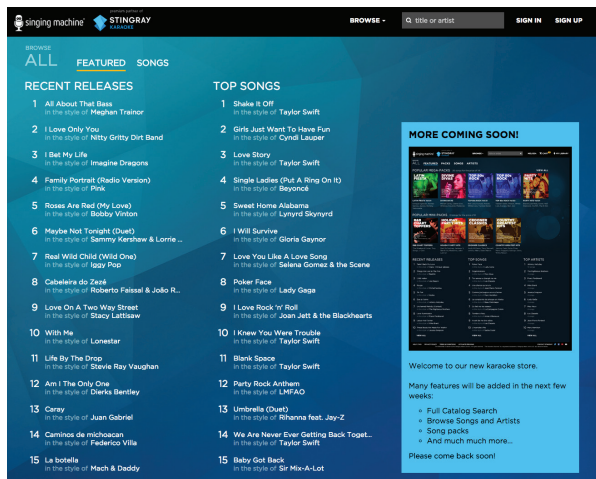 singing machine®
premium partner of
STINGRAY
KARAOKE
BROWSE
title or artist
SIGN IN
SIGN UP
BROWSE
ALL
FEATURED
SONGS
RECENT RELEASES
1 All About That Bass
in the style of Meghan Trainor
2 I Love Only You
in the style of Nitty Gritty Dirt Band
3 I Bet My Life
in the style of Imagine Dragons
4 Family Portrait (Radio Version)
in the style of Pink
5 Roses Are Red (My Love)
in the style of Bobby Vinton
6 Maybe Not Tonight (Duet)
in the style of Sammy Kershaw & Lorrie ...
7 Real Wild Child (Wild One)
in the style of Iggy Pop
8 Cabeleira do Zezé
in the style of Roberto Faissal & João R...
9 Love On A Two Way Street
in the style of Stacy Lattisaw
10 With Me
in the style of Lonestar
11 Life By The Drop
in the style of Stevie Ray Vaughan
12 Am I The Only One
in the style of Dierks Bentley
13 Caray
in the style of Juan Gabriel
14 Caminos de michoacan
in the style of Federico Villa
15 La botella
in the style of Mach & Daddy
TOP SONGS
1 Shake It Off
in the style of Taylor Swift
2 Girls Just Want To Have Fun
in the style of Cyndi Lauper
3 Love Story
in the style of Taylor Swift
4 Single Ladies (Put A Ring On It)
in the style of Beyoncé
5 Sweet Home Alabama
in the style of Lynyrd Skynyrd
6 I Will Survive
in the style of Gloria Gaynor
7 Love You Like A Love Song
in the style of Selena Gomez & the Scene
8 Poker Face
in the style of Lady Gaga
9 I Love Rock 'n' Roll
in the style of Joan Jett & the Blackhearts
10 I Knew You Were Trouble
in the style of Taylor Swift
11 Blank Space
in the style of Taylor Swift
12 Party Rock Anthem
in the style of LMFAO
13 Umbrella (Duet)
in the style of Rihanna feat. Jay-Z
14 We Are Never Ever Getting Back Toget...
in the style of Taylor Swift
15 Baby Got Back
in the style of Sir Mix-A-Lot
MORE COMING SOON!
FEATURED PACKS SONGS ARTISTS
RECENT RELEASES
TOP SONGS
TOP ARTISTS
Welcome to our new karaoke store.
Many features will be added in the next few
weeks:
Full Catalog Search
Browse Songs and Artists
Song packs
And much much more...
Please come back soon!